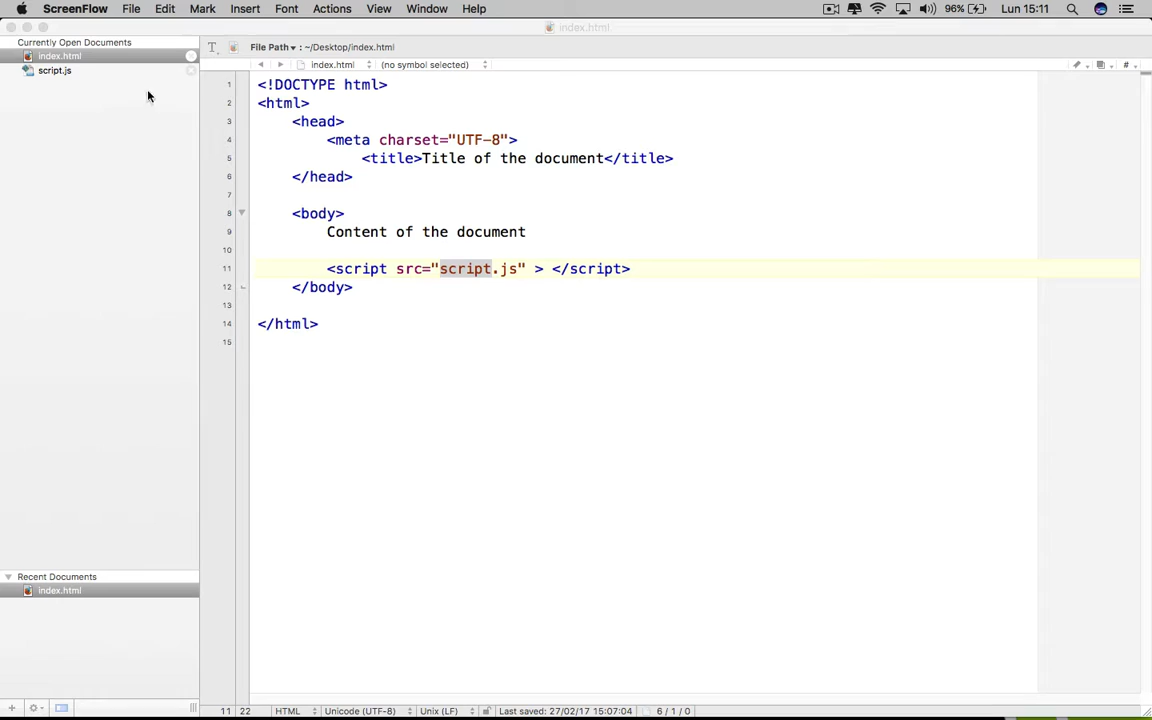 ScreenFlow File Edit Mark Insert Font Actions View Window Help 96% Lun 15:11
index.html
Currently Open Documents
index.html
script.js
File Path : ~/Desktop/index.html
index.html (no symbol selected) #
1 <!DOCTYPE html>
2 <html>
3 <head>
4 <meta charset="UTF-8">
5 <title>Title of the document</title>
6 </head>
7
8 <body>
9 Content of the document
10
11 <script src="script.js" > </script>
12 </body>
13
14 </html>
15
Recent Documents
index.html
11 22 HTML Unicode (UTF-8) Unix (LF) Last saved: 27/02/17 15:07:04 6 / 1 / 0